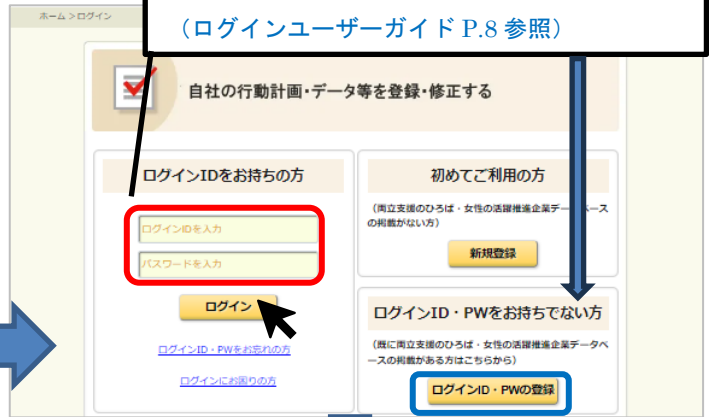 ホーム >ログイン
(ログインユーザーガイド P.8 参照)
自社の行動計画・データ等を登録・修正する
ログインIDをお持ちの方
ログインIDを入力
パスワードを入力
ログイン
ログインID・PWをお忘れの方
ログインにお困りの方
初めてご利用の方
(両立支援のひろば・女性の活躍推進企業データベース
の掲載がない方)
新規登録
ログインID・PWをお持ちでない方
(既に両立支援のひろば・女性の活躍推進企業データベ
ースの掲載がある方はこちらから)
ログインID・PWの登録